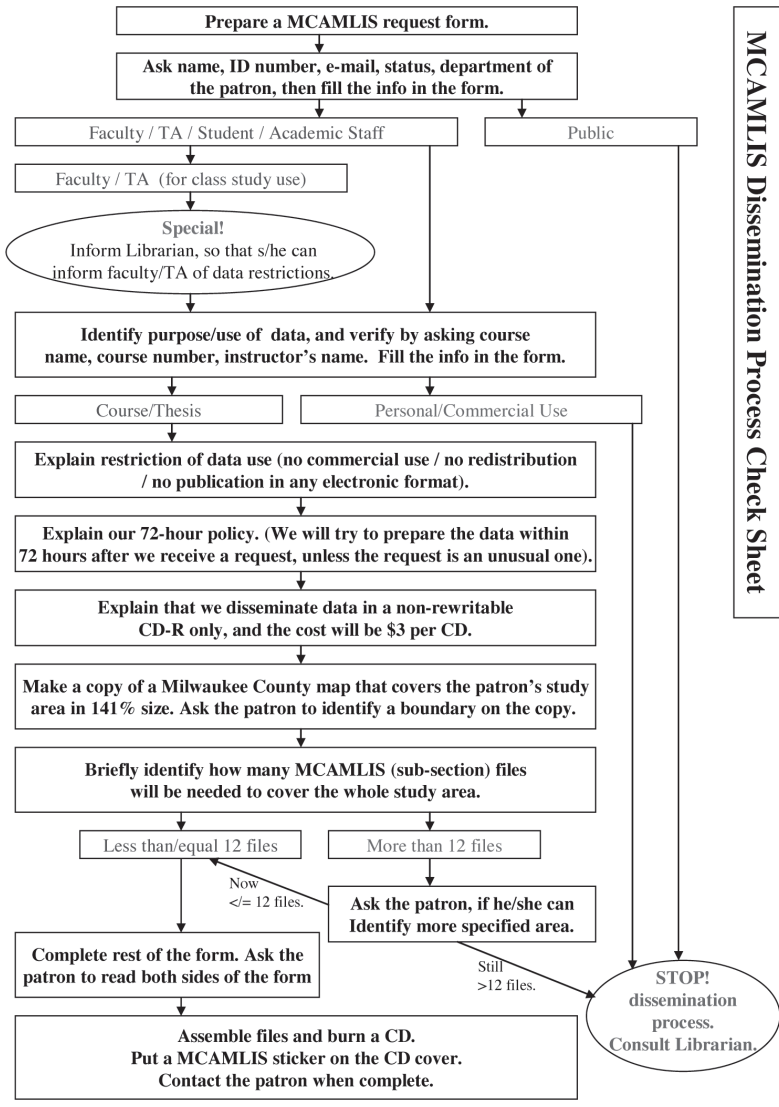 Prepare a MCAMLIS request form.
Ask name, ID number, e-mail, status, department of
the patron, then fill the info in the form.
Faculty / TA / Student / Academic Staff
Public
Faculty / TA  (for class study use)
Special!
Inform Librarian, so that s/he can
inform faculty/TA of data restrictions.
Identify purpose/use of  data, and verify by asking course
name, course number, instructor's name.  Fill the info in the form.
Course/Thesis
Personal/Commercial Use
Explain restriction of data use (no commercial use / no redistribution
/ no publication in any electronic format).
Explain our 72-hour policy. (We will try to prepare the data within
72 hours after we receive a request, unless the request is an unusual one).
Explain that we disseminate data in a non-rewritable
CD-R only, and the cost will be $3 per CD.
Make a copy of a Milwaukee County map that covers the patron's study
area in 141% size. Ask the patron to identify a boundary on the copy.
Briefly identify how many MCAMLIS (sub-section) files
will be needed to cover the whole study area.
Less than/equal 12 files
More than 12 files
Now
</= 12 files.
Ask the patron, if he/she can
Identify more specified area.
Complete rest of the form. Ask the
patron to read both sides of the form
Still
>12 files.
STOP!
dissemination
process.
Consult Librarian.
Assemble files and burn a CD.
Put a MCAMLIS sticker on the CD cover.
Contact the patron when complete.
MCAMLIS Dissemination Process Check Sheet